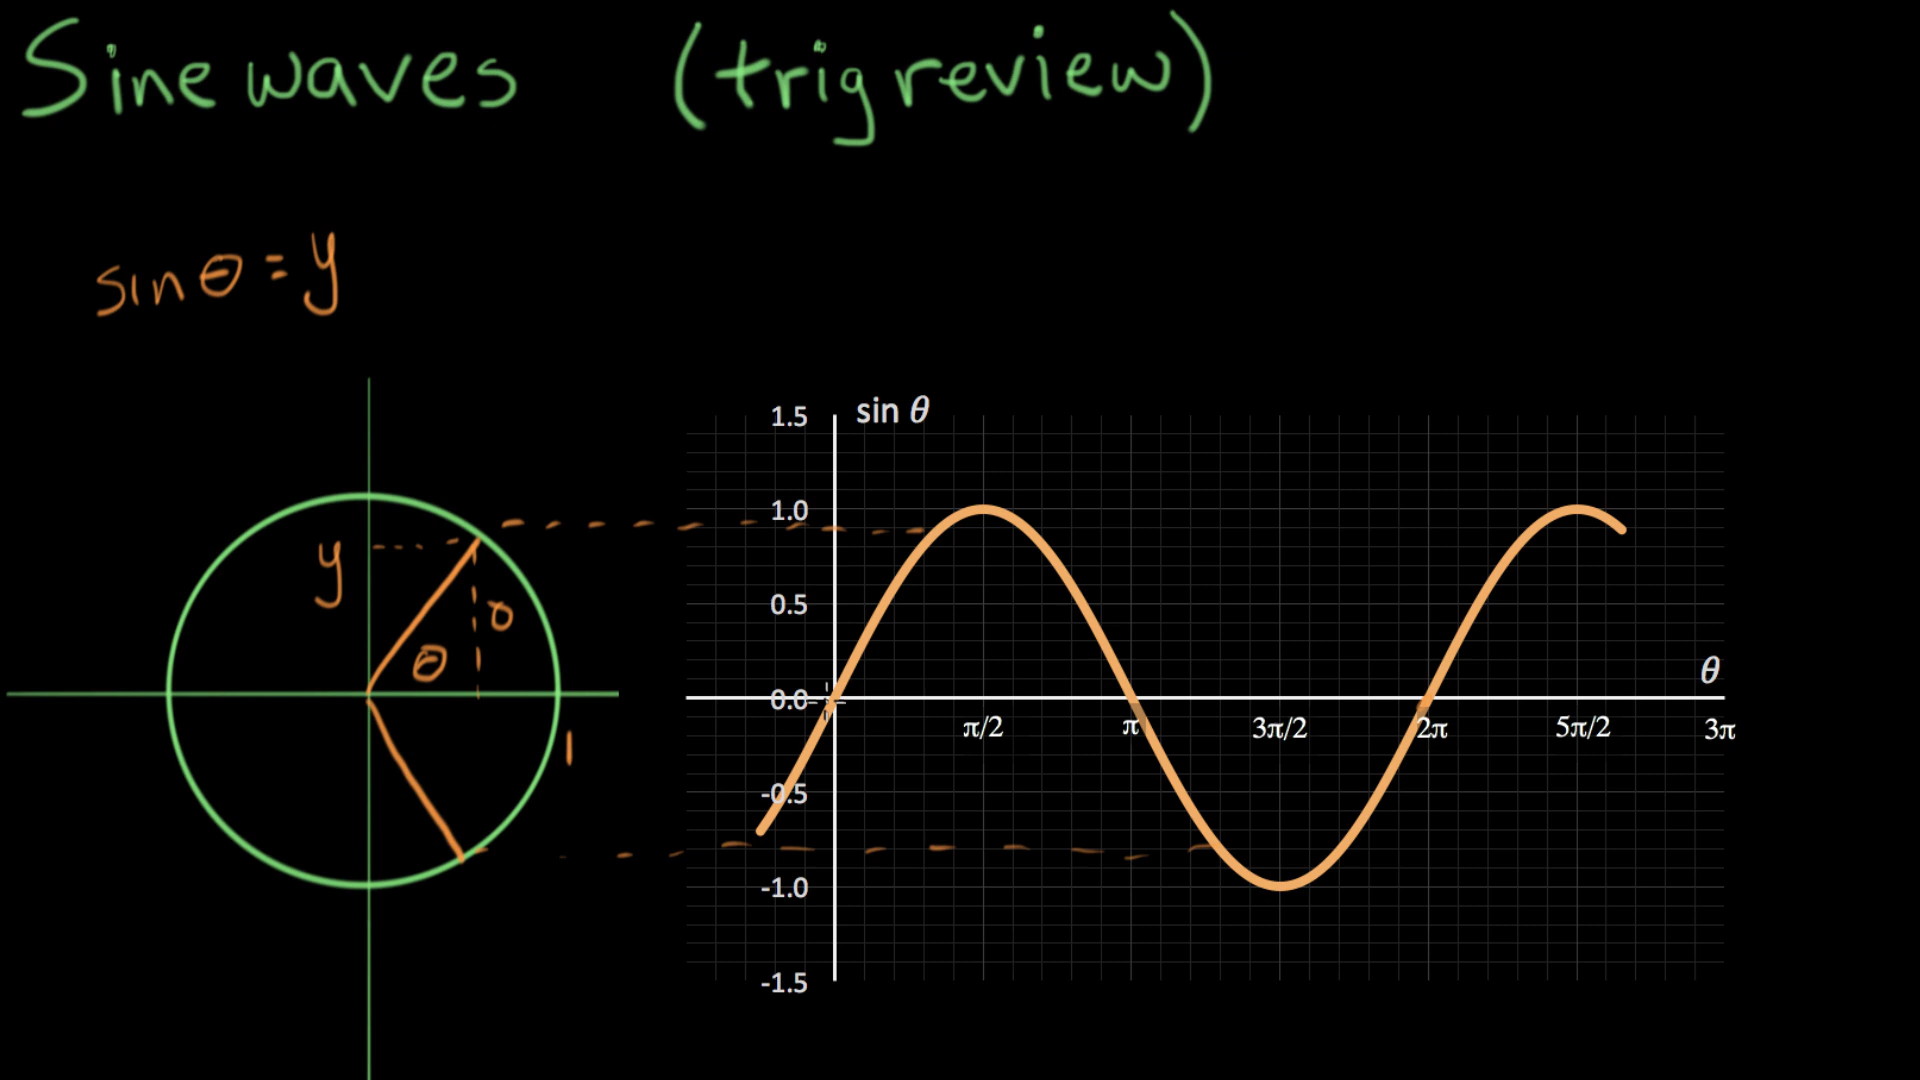 Sine waves (trig review)
sin θ = y
sin θ
1.5
1.0
0.5
0.0
-0.5
-1.0
-1.5
π/2
π
3π/2
2π
5π/2
3π
θ
y
o
θ
1